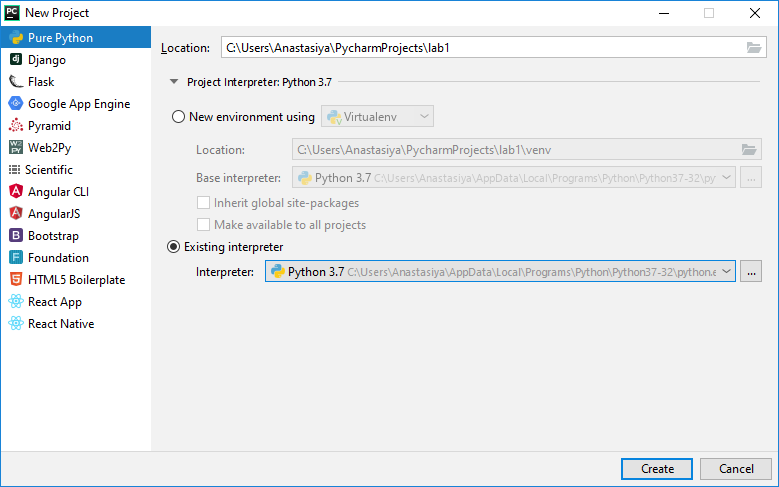 PC New Project
Pure Python
Django
Flask
Google App Engine
Pyramid
Web2Py
Scientific
Angular CLI
AngularJS
Bootstrap
Foundation
HTML5 Boilerplate
React App
React Native
Location: C:\Users\Anastasiya\PycharmProjects\lab1
Project Interpreter: Python 3.7
New environment using Virtualenv
Location: C:\Users\Anastasiya\PycharmProjects\lab1\venv
Base interpreter: Python 3.7 C:\Users\Anastasiya\AppData\Local\Programs\Python\Python37-32\py ...
Inherit global site-packages
Make available to all projects
Existing interpreter
Interpreter: Python 3.7 C:\Users\Anastasiya\AppData\Local\Programs\Python\Python37-32\python.e ...
Create Cancel